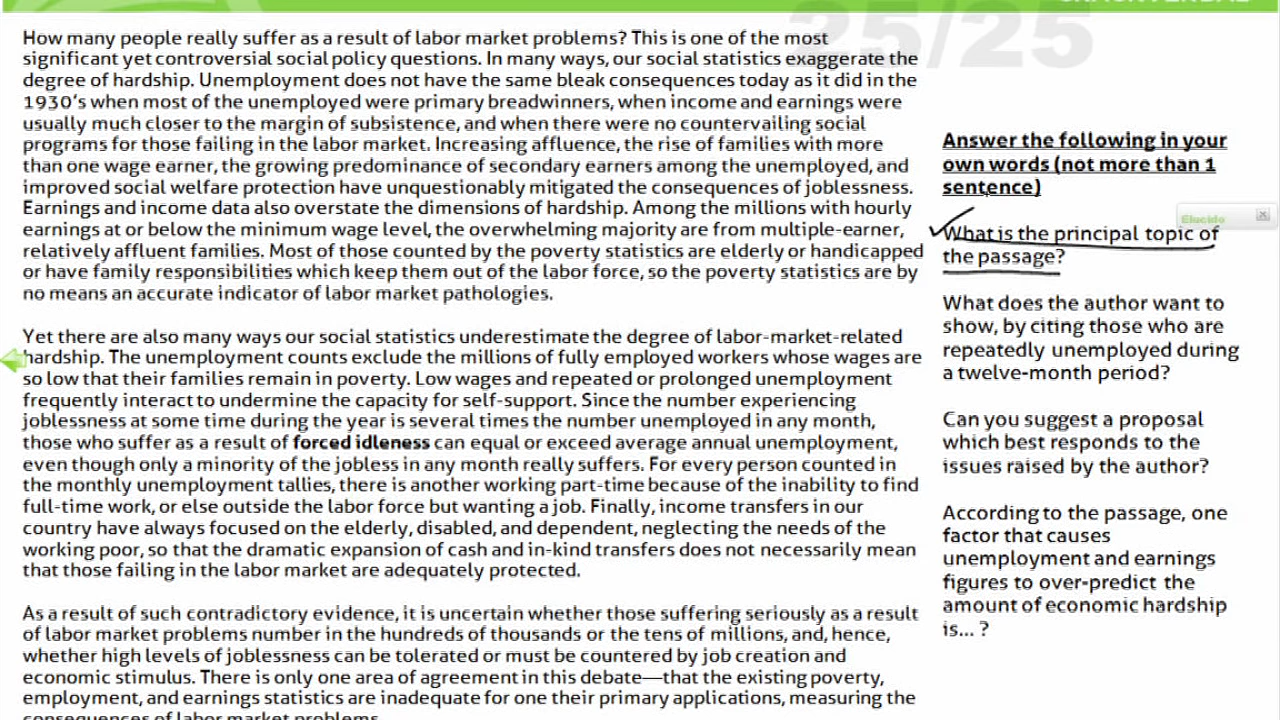 25/25
How many people really suffer as a result of labor market problems? This is one of the most
significant yet controversial social policy questions. In many ways, our social statistics exaggerate the
degree of hardship. Unemployment does not have the same bleak consequences today as it did in the
1930's when most of the unemployed were primary breadwinners, when income and earnings were
usually much closer to the margin of subsistence, and when there were no countervailing social
programs for those failing in the labor market. Increasing affluence, the rise of families with more
than one wage earner, the growing predominance of secondary earners among the unemployed, and
improved social welfare protection have unquestionably mitigated the consequences of joblessness.
Earnings and income data also overstate the dimensions of hardship. Among the millions with hourly
earnings at or below the minimum wage level, the overwhelming majority are from multiple-earner,
relatively affluent families. Most of those counted by the poverty statistics are elderly or handicapped
or have family responsibilities which keep them out of the labor force, so the poverty statistics are by
no means an accurate indicator of labor market pathologies.
Yet there are also many ways our social statistics underestimate the degree of labor-market-related
hardship. The unemployment counts exclude the millions of fully employed workers whose wages are
so low that their families remain in poverty. Low wages and repeated or prolonged unemployment
frequently interact to undermine the capacity for self-support. Since the number experiencing
joblessness at some time during the year is several times the number unemployed in any month,
those who suffer as a result of forced idleness can equal or exceed average annual unemployment,
even though only a minority of the jobless in any month really suffers. For every person counted in
the monthly unemployment tallies, there is another working part-time because of the inability to find
full-time work, or else outside the labor force but wanting a job. Finally, income transfers in our
country have always focused on the elderly, disabled, and dependent, neglecting the needs of the
working poor, so that the dramatic expansion of cash and in-kind transfers does not necessarily mean
that those failing in the labor market are adequately protected.
As a result of such contradictory evidence, it is uncertain whether those suffering seriously as a result
of labor market problems number in the hundreds of thousands or the tens of millions, and, hence,
whether high levels of joblessness can be tolerated or must be countered by job creation and
economic stimulus. There is only one area of agreement in this debate—that the existing poverty,
employment, and earnings statistics are inadequate for one their primary applications, measuring the
consequences of labor market problems.
Answer the following in your
own words (not more than 1
sentence)
Elucido
What is the principal topic of
the passage?
What does the author want to
show, by citing those who are
repeatedly unemployed during
a twelve-month period?
Can you suggest a proposal
which best responds to the
issues raised by the author?
According to the passage, one
factor that causes
unemployment and earnings
figures to over-predict the
amount of economic hardship
is... ?